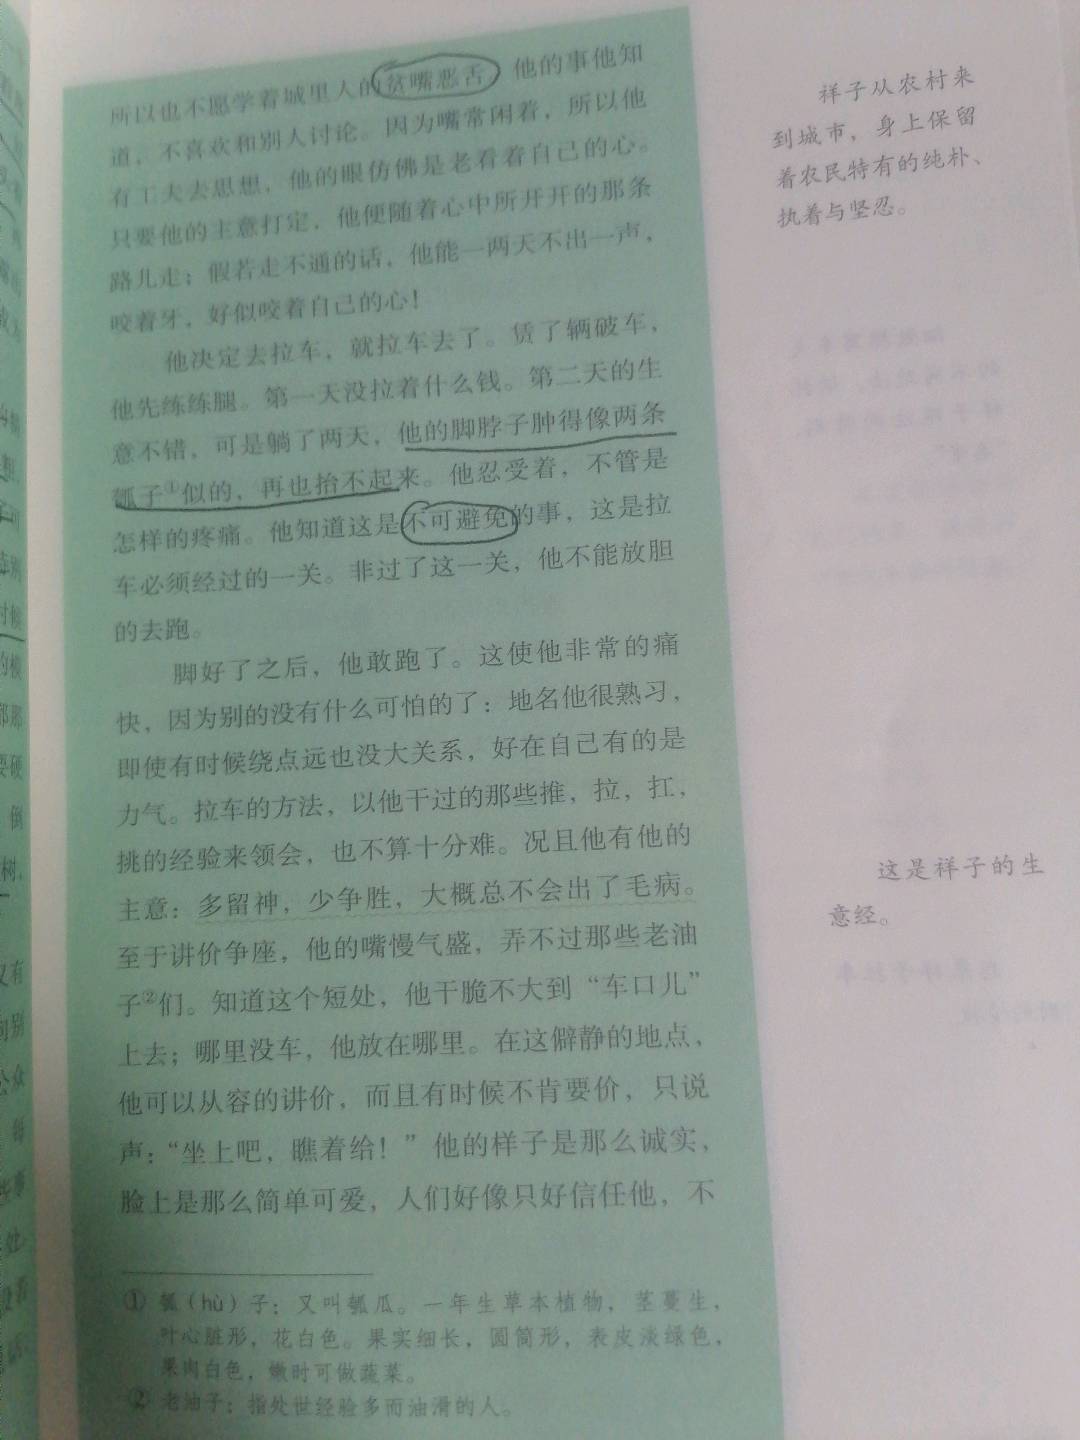 所以也不愿学着城里人的贫嘴恶舌。他的事他知
道，不喜欢和别人讨论。因为嘴常闲着，所以他
有工夫去思想，他的眼仿佛是老看着自己的心。
只要他的主意打定，他便随着心中所开开的那条
路儿走；假若走不通的话，他能一两天不出一声，
咬着牙，好似咬着自己的心！
他决定去拉车，就拉车去了。赁了辆破车，
他先练练腿。第一天没拉着什么钱。第二天的生
意不错，可是躺了两天，他的脚脖子肿得像两条
瓠子①似的，再也抬不起来。他忍受着，不管是
怎样的疼痛。他知道这是不可避免的事，这是拉
车必须经过的一关。非过了这一关，他不能放胆
的去跑。
脚好了之后，他敢跑了。这使他非常的痛
快，因为别的没有什么可怕的了：地名他很熟习，
即使有时候绕点远也没大关系，好在自己有的是
力气。拉车的方法，以他干过的那些推，拉，扛，
挑的经验来领会，也不算十分难。况且他有他的
主意：多留神，少争胜，大概总不会出了毛病。
至于讲价争座，他的嘴慢气盛，弄不过那些老油
子②们。知道这个短处，他干脆不大到“车口儿”
上去；哪里没车，他放在哪里。在这僻静的地点，
他可以从容的讲价，而且有时候不肯要价，只说
声：“坐上吧，瞧着给！”他的样子是那么诚实，
脸上是那么简单可爱，人们好像只好信任他，不
① 瓠（hù）子：又叫瓠瓜。一年生草本植物，茎蔓生，
叶心脏形，花白色。果实细长，圆筒形，表皮淡绿色，
果肉白色，嫩时可做蔬菜。
② 老油子：指处世经验多而油滑的人。
祥子从农村来
到城市，身上保留
着农民特有的纯朴、
执着与坚忍。
这是祥子的生
意经。